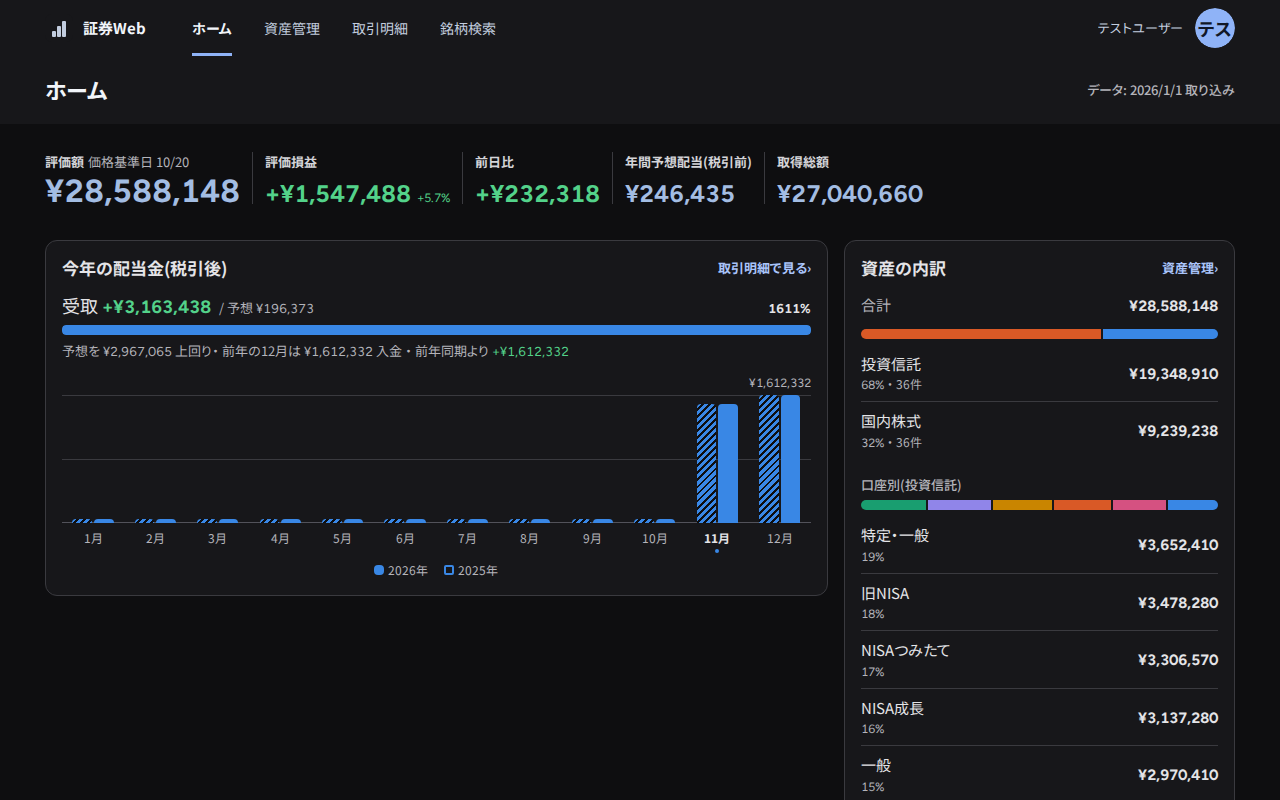 証券Web
ホーム
資産管理
取引明細
銘柄検索
テストユーザー
テス
ホーム
データ: 2026/1/1 取り込み
評価額 価格基準日 10/20
¥28,588,148
評価損益
+¥1,547,488 +5.7%
前日比
+¥232,318
年間予想配当(税引前)
¥246,435
取得総額
¥27,040,660
今年の配当金(税引後)
取引明細で見る›
受取 +¥3,163,438 / 予想 ¥196,373
1611%
予想を ¥2,967,065 上回り・前年の12月は ¥1,612,332 入金・前年同期より +¥1,612,332
¥1,612,332
1月 2月 3月 4月 5月 6月 7月 8月 9月 10月 11月 12月
2026年 2025年
資産の内訳
資産管理›
合計 ¥28,588,148
投資信託
68%・36件
¥19,348,910
国内株式
32%・36件
¥9,239,238
口座別(投資信託)
特定・一般
19%
¥3,652,410
旧NISA
18%
¥3,478,280
NISAつみたて
17%
¥3,306,570
NISA成長
16%
¥3,137,280
一般
15%
¥2,970,410